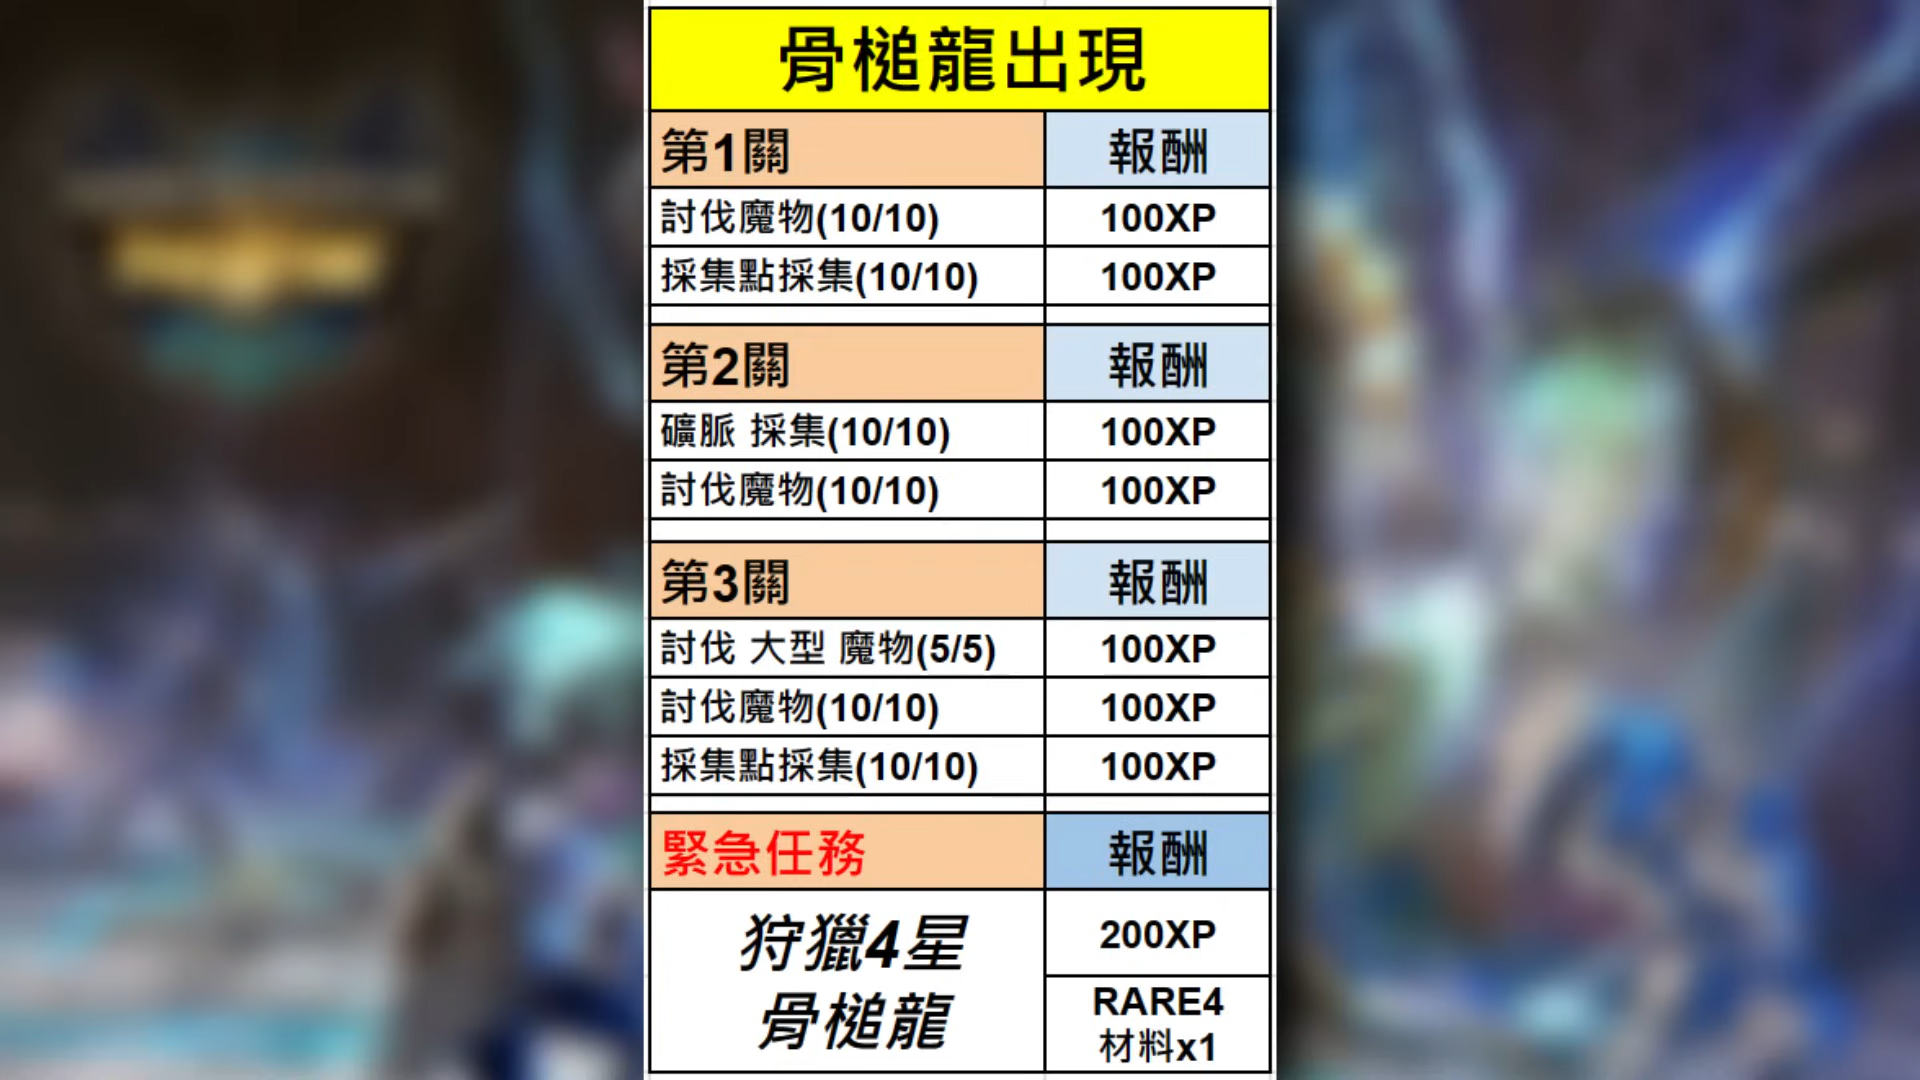 骨槌龍出現
第1關 報酬
討伐魔物(10/10) 100XP
採集點採集(10/10) 100XP
第2關 報酬
礦脈 採集(10/10) 100XP
討伐魔物(10/10) 100XP
第3關 報酬
討伐 大型 魔物(5/5) 100XP
討伐魔物(10/10) 100XP
採集點採集(10/10) 100XP
緊急任務 報酬
狩獵4星
骨槌龍
200XP
RARE4
材料x1